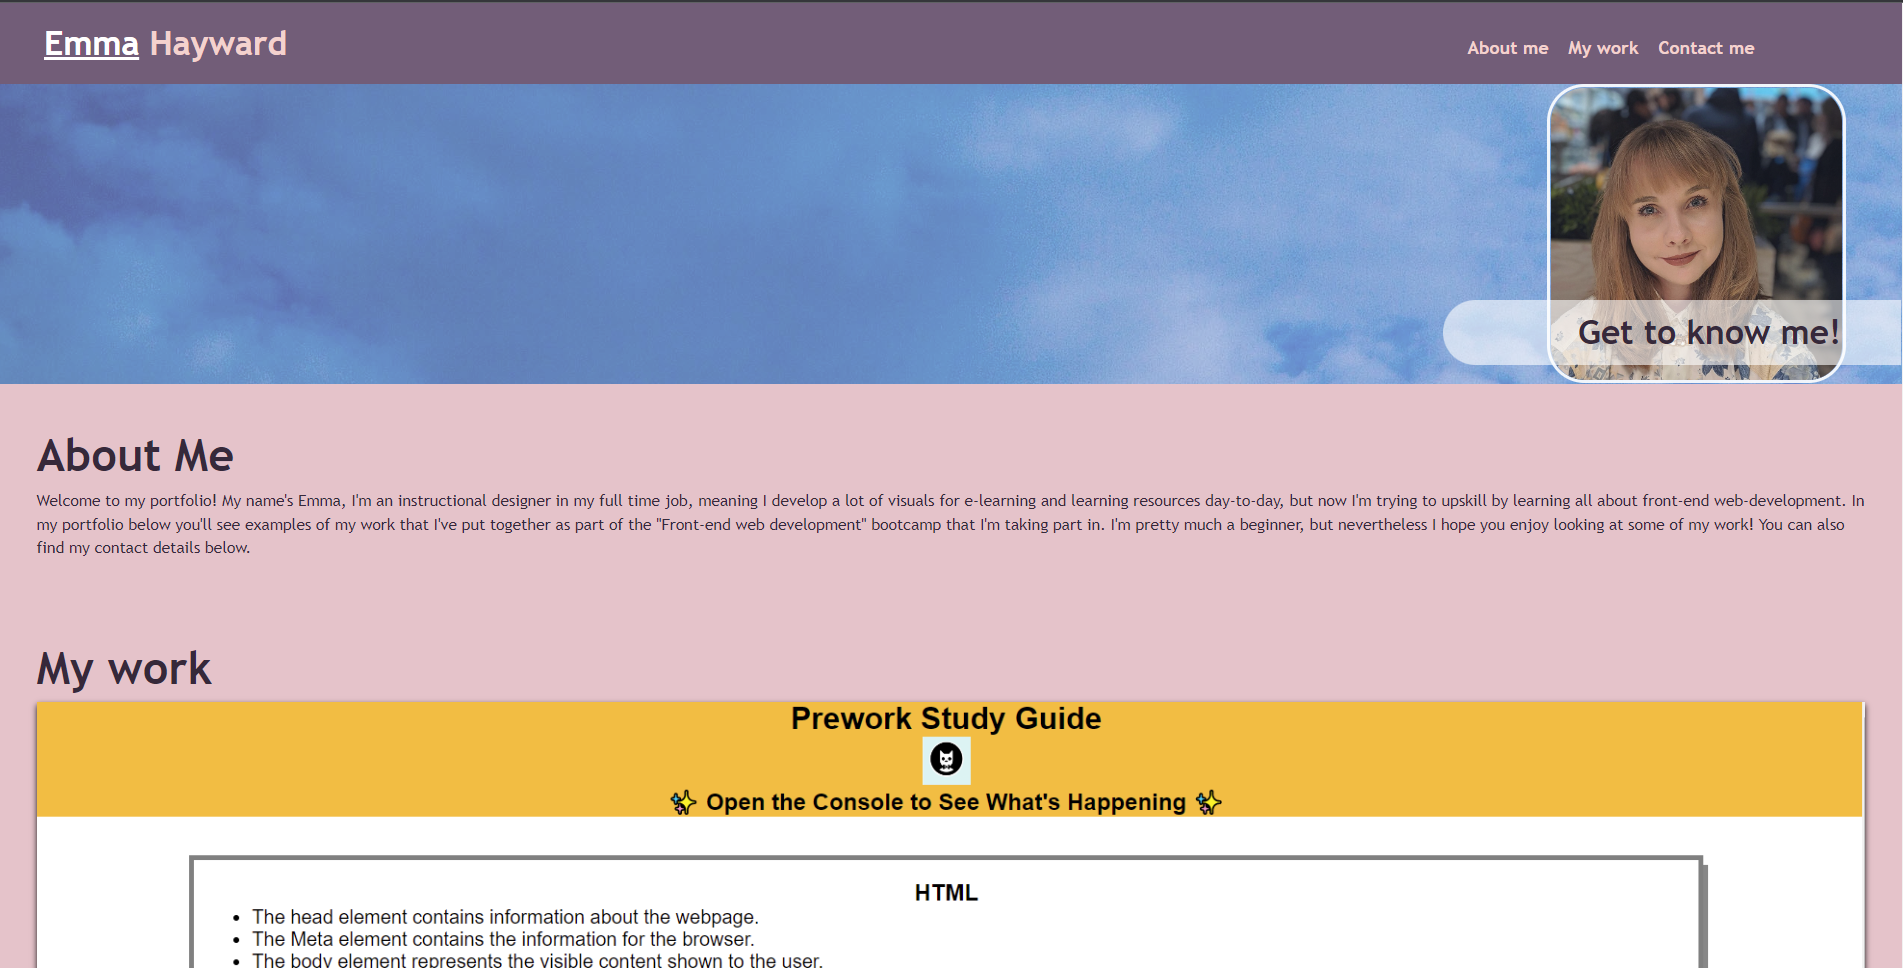 Emma Hayward
About me My work Contact me
Get to know me!
About Me
Welcome to my portfolio! My name's Emma, I'm an instructional designer in my full time job, meaning I develop a lot of visuals for e-learning and learning resources day-to-day, but now I'm trying to upskill by learning all about front-end web-development. In
my portfolio below you'll see examples of my work that I've put together as part of the "Front-end web development" bootcamp that I'm taking part in. I'm pretty much a beginner, but nevertheless I hope you enjoy looking at some of my work! You can also
find my contact details below.
My work
Prework Study Guide
✨ Open the Console to See What's Happening ✨
HTML
• The head element contains information about the webpage.
• The Meta element contains the information for the browser.
• The body element represents the visible content shown to the user.